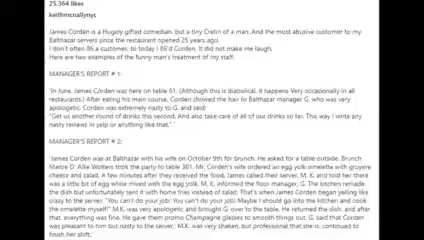 25,364 likes
keithmcnallynyc
James Corden is a Hugely gifted comedian, but a tiny Cretin of a man. And the most abusive customer to my
Balthazar servers since the restaurant opened 25 years ago.
I don't often 86 a customer, to today I 86'd Corden. It did not make me laugh.
Here are two examples of the funny man's treatment of my staff.
MANAGER'S REPORT # 1:
"In June, James Corden was here on table 61. (Although this is diabolical, it happens Very occasionally in all
restaurants.) After eating his main course, Corden showed the hair to Balthazar manager G. who was very
apologetic. Corden was extremely nasty to G, and said:
"Get us another round of drinks this second. And also take care of all of our drinks so far. This way I write any
nasty reviews in yelp or anything like that."
MANAGER'S REPORT # 2:
"James Corden was at Balthazar with his wife on October 9th for brunch. He asked for a table outside. Brunch
Maitre D' Allie Wolters took the party to table 301. Mr. Corden's wife ordered an egg yolk omelette with gruyere
cheese and salad. A few minutes after they received the food, James called their server, M. K. and told her there
was a little bit of egg white mixed with the egg yolk. M. K. informed the floor manager, G. The kitchen remade
the dish but unfortunately sent it with home fries instead of salad. That's when James Corden began yelling like
crazy to the server: "You can't do your job! You can't do your job! Maybe I should go into the kitchen and cook
the omelette myself!" M.K. was very apologetic and brought G. over to the table. He returned the dish, and after
that, everything was fine. He gave them promo Champagne glasses to smooth things out. G. said that Corden
was pleasant to him but nasty to the server. M.K. was very shaken, but professional that she is, continued to
finish her shift."